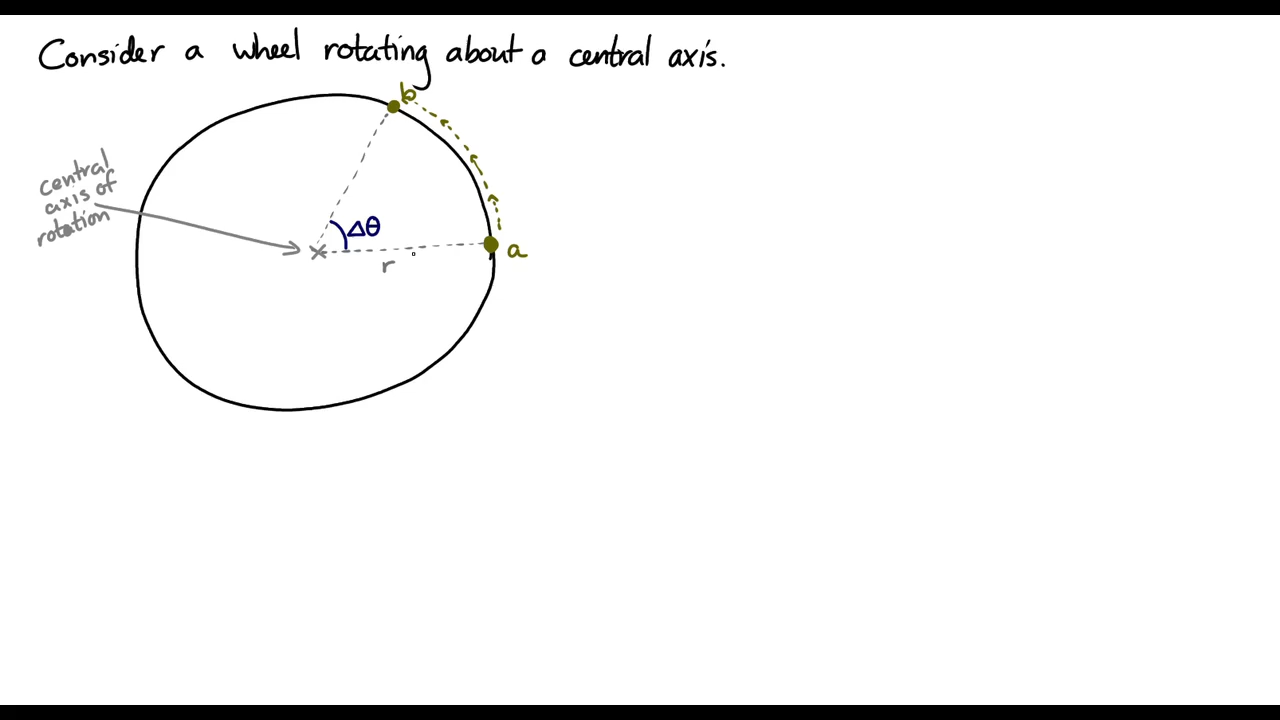 Consider a wheel rotating about a central axis.
b
central
axis of
rotation
Δθ
a
r